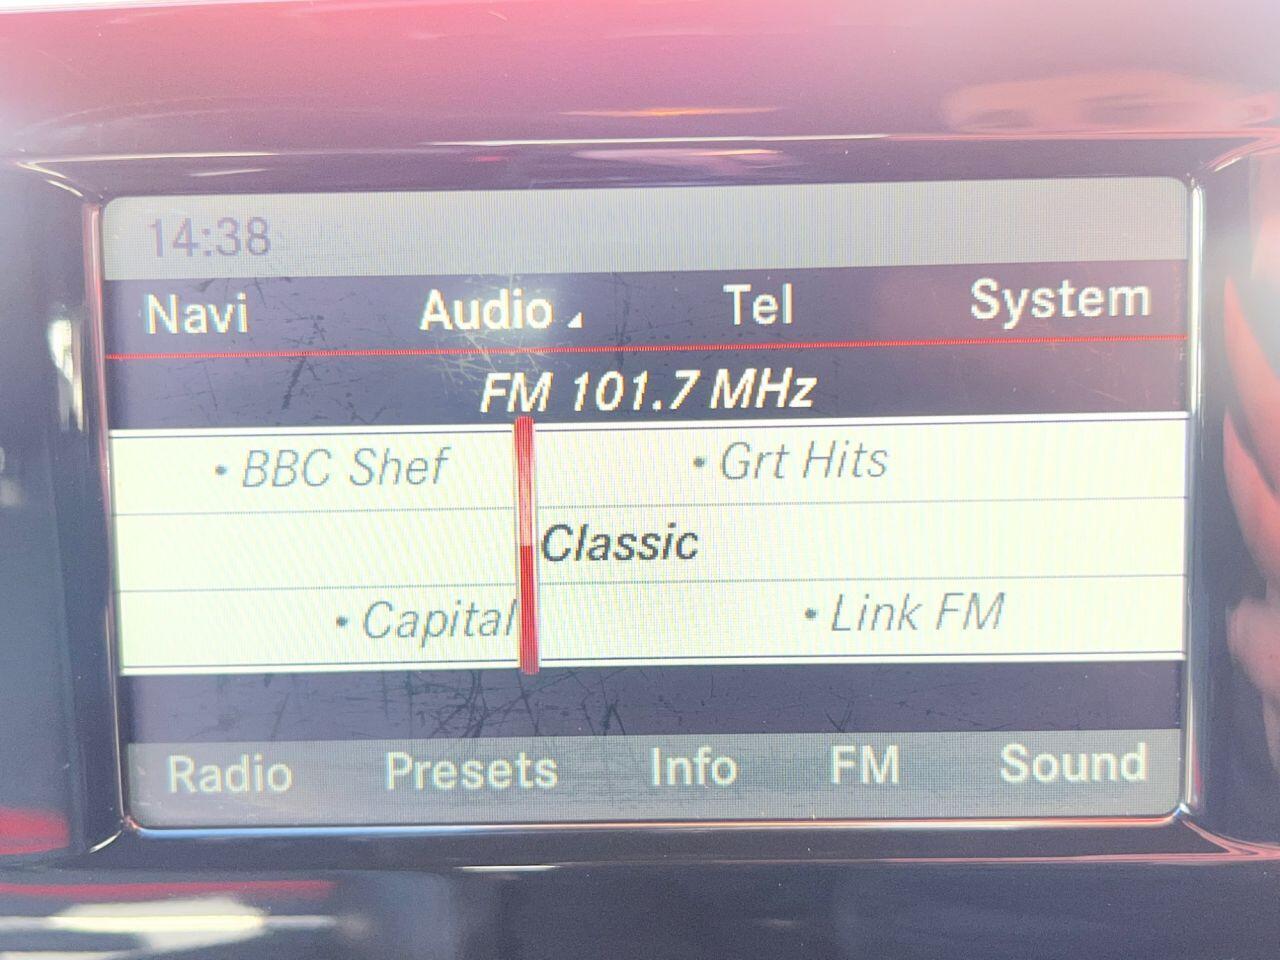 14:38
Navi Audio Tel System
FM 101.7 MHz
• BBC Shef • Grt Hits
Classic
• Capital • Link FM
Radio Presets Info FM Sound